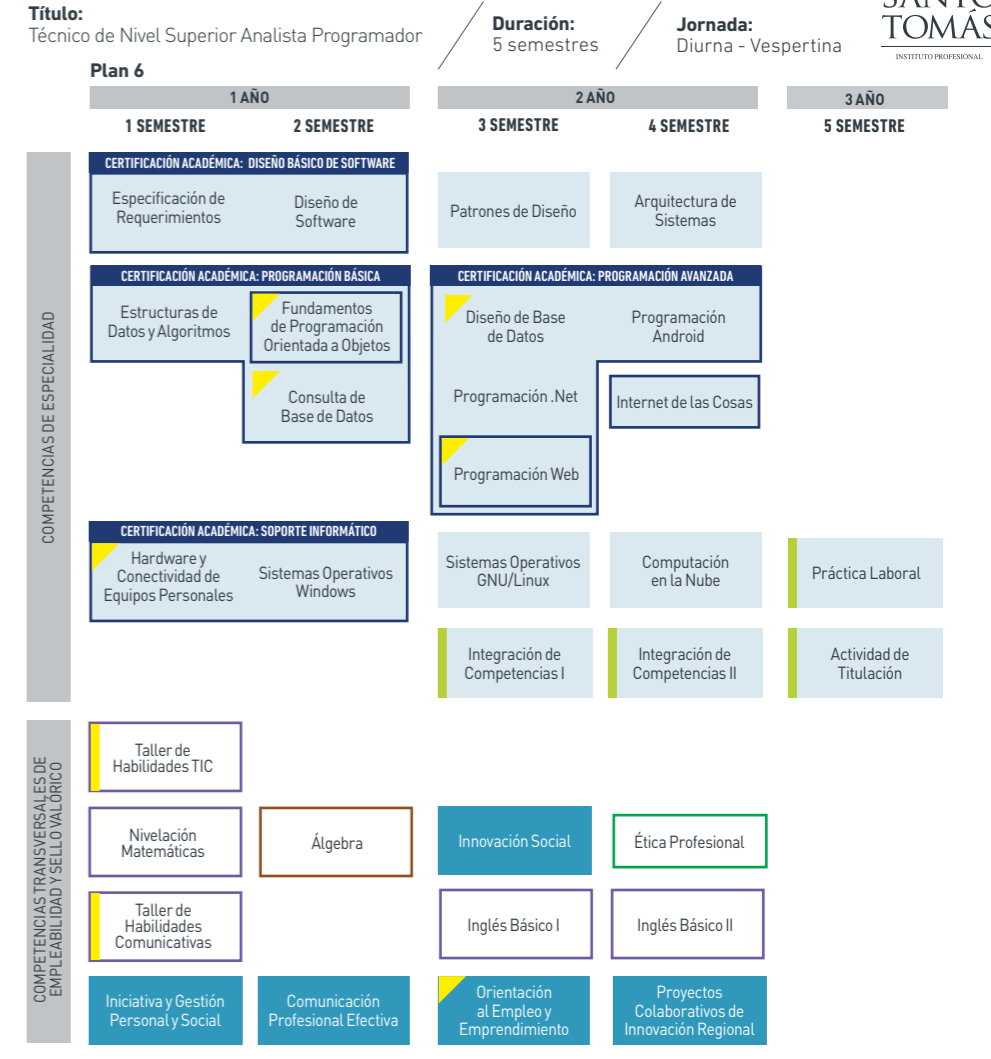 Título:
Técnico de Nivel Superior Analista Programador
Duración:
5 semestres
Jornada:
Diurna - Vespertina
SANTO
TOMÁS
INSTITUTO PROFESIONAL
Plan 6
1 AÑO
2 AÑO
3 AÑO
1 SEMESTRE
2 SEMESTRE
3 SEMESTRE
4 SEMESTRE
5 SEMESTRE
COMPETENCIAS DE ESPECIALIDAD
CERTIFICACIÓN ACADÉMICA: DISEÑO BÁSICO DE SOFTWARE
Especificación de
Requerimientos
Diseño de
Software
Patrones de Diseño
Arquitectura de
Sistemas
CERTIFICACIÓN ACADÉMICA: PROGRAMACIÓN BÁSICA
Estructuras de
Datos y Algoritmos
Fundamentos
de Programación
Orientada a Objetos
Consulta de
Base de Datos
CERTIFICACIÓN ACADÉMICA: PROGRAMACIÓN AVANZADA
Diseño de Base
de Datos
Programación
Android
Programación .Net
Internet de las Cosas
Programación Web
CERTIFICACIÓN ACADÉMICA: SOPORTE INFORMÁTICO
Hardware y
Conectividad de
Equipos Personales
Sistemas Operativos
Windows
Sistemas Operativos
GNU/Linux
Computación
en la Nube
Práctica Laboral
Integración de
Competencias I
Integración de
Competencias II
Actividad de
Titulación
COMPETENCIAS TRANSVERSALES DE
EMPLEABILIDAD Y SELLO VALÓRICO
Taller de
Habilidades TIC
Nivelación
Matemáticas
Álgebra
Innovación Social
Ética Profesional
Taller de
Habilidades
Comunicativas
Inglés Básico I
Inglés Básico II
Iniciativa y Gestión
Personal y Social
Comunicación
Profesional Efectiva
Orientación
al Empleo y
Emprendimiento
Proyectos
Colaborativos de
Innovación Regional